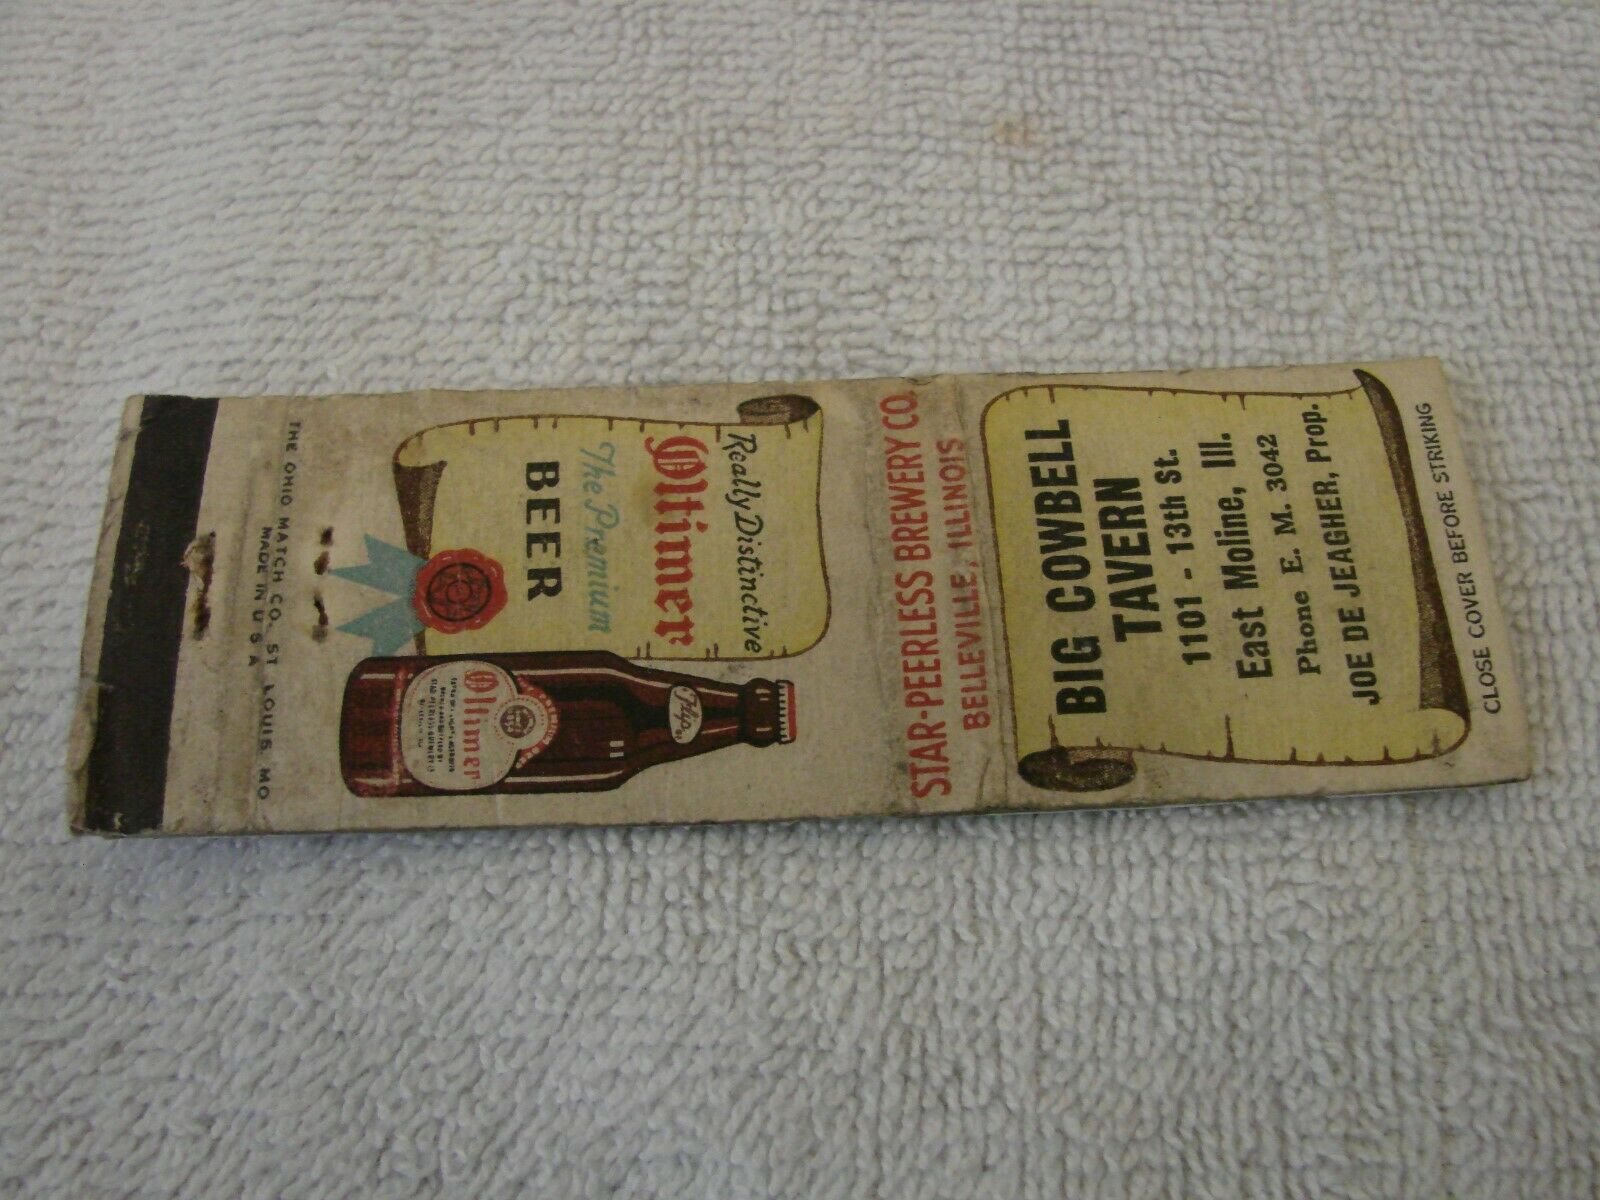 Really Distinctive
Oltimer
The Premium
BEER
Oltimer
THE OHIO MATCH CO. ST. LOUIS, MO
MADE IN U S A
STAR-PEERLESS BREWERY CO.
BELLEVILLE, ILLINOIS
BIG COWBELL
TAVERN
1101 - 13th St.
East Moline, Ill.
Phone E. M. 3042
JOE DE JEAGHER, Prop.
CLOSE COVER BEFORE STRIKING